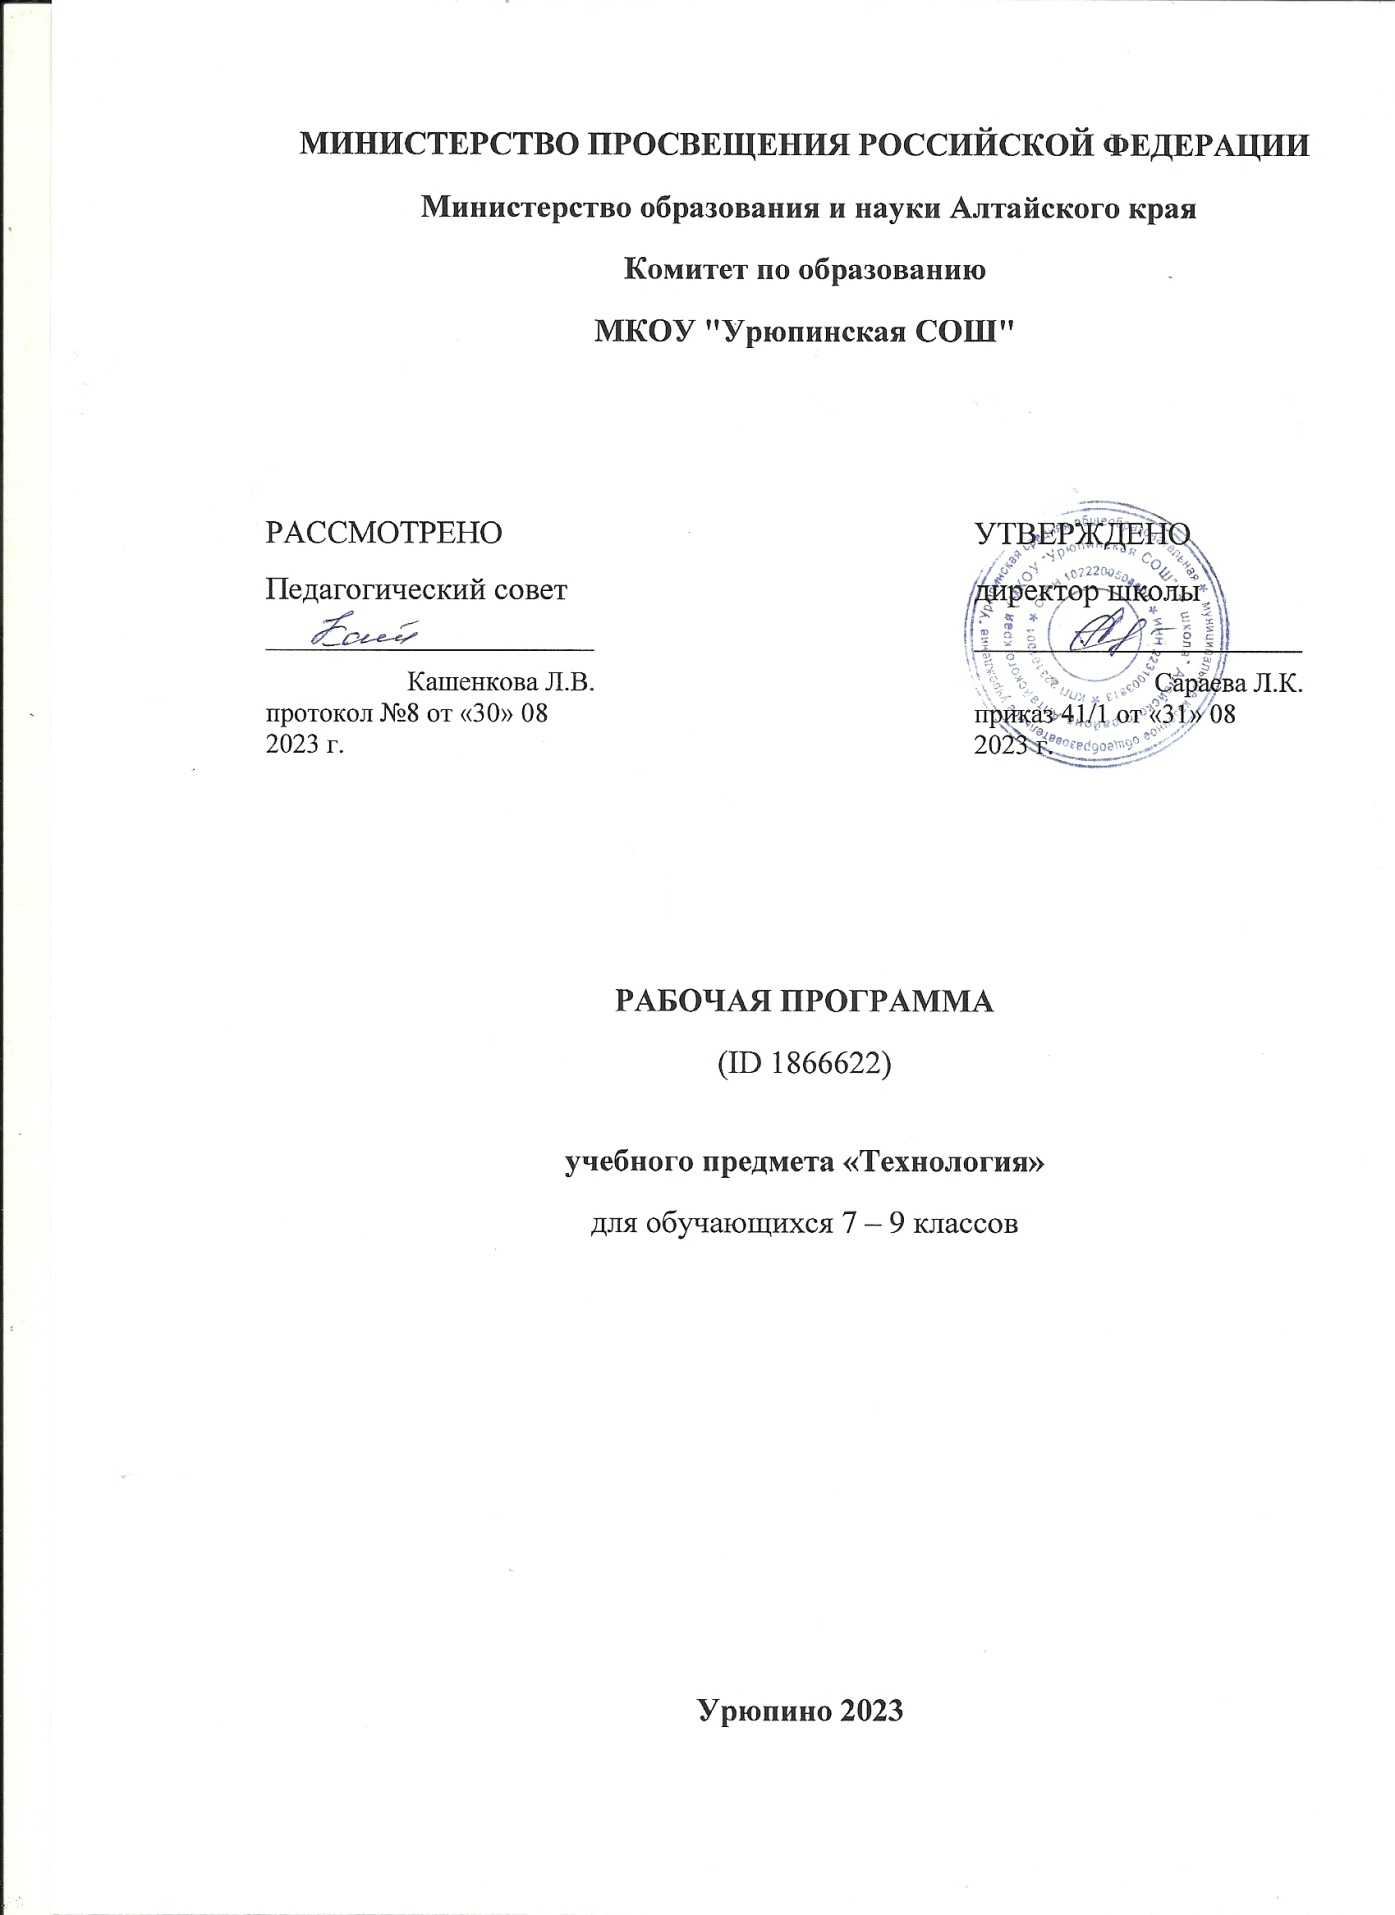 МИНИСТЕРСТВО ПРОСВЕЩЕНИЯ РОССИЙСКОЙ ФЕДЕРАЦИИ
Министерство образования и науки Алтайского края
Комитет по образованию
МКОУ "Урюпинская СОШ"
РАССМОТРЕНО
Педагогический совет
Кашенкова Л.В.
протокол №8 от «30» 08
2023 г.
УТВЕРЖДЕНО
директор школы
Сараева Л.К.
приказ 41/1 от «31» 08
2023 г.
РАБОЧАЯ ПРОГРАММА
(ID 1866622)
учебного предмета «Технология»
для обучающихся 7 – 9 классов
Урюпино 2023